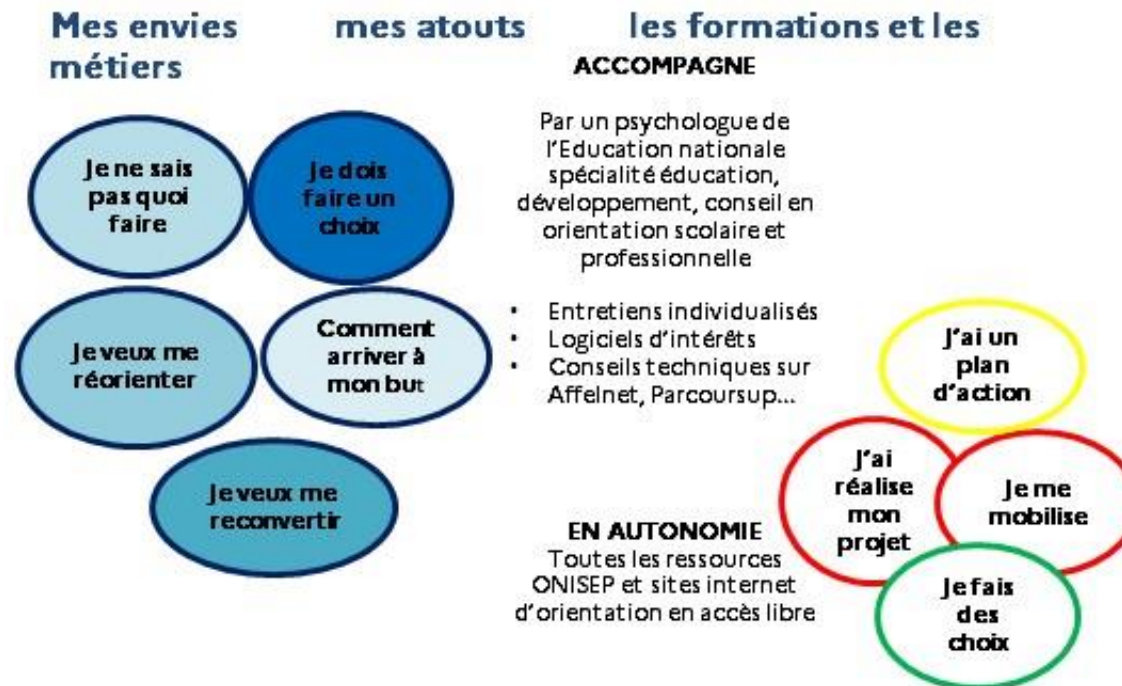 Mes envies mes atouts les formations et les
métiers
ACCOMPAGNE
Je ne sais
pas quoi
faire
Je dois
faire un
choix
Je veux me
réorienter
Comment
arriver à
mon but
Je veux me
reconvertir
Par un psychologue de
l'Education nationale
spécialité éducation,
développement, conseil en
orientation scolaire et
professionnelle
• Entretiens individualisés
• Logiciels d'intérêts
• Conseils techniques sur
Affelnet, Parcoursup...
EN AUTONOMIE
Toutes les ressources
ONISEP et sites internet
d'orientation en accès libre
J'ai un
plan
d'action
J'ai
réalise
mon
projet
Je me
mobilise
Je fais
des
choix